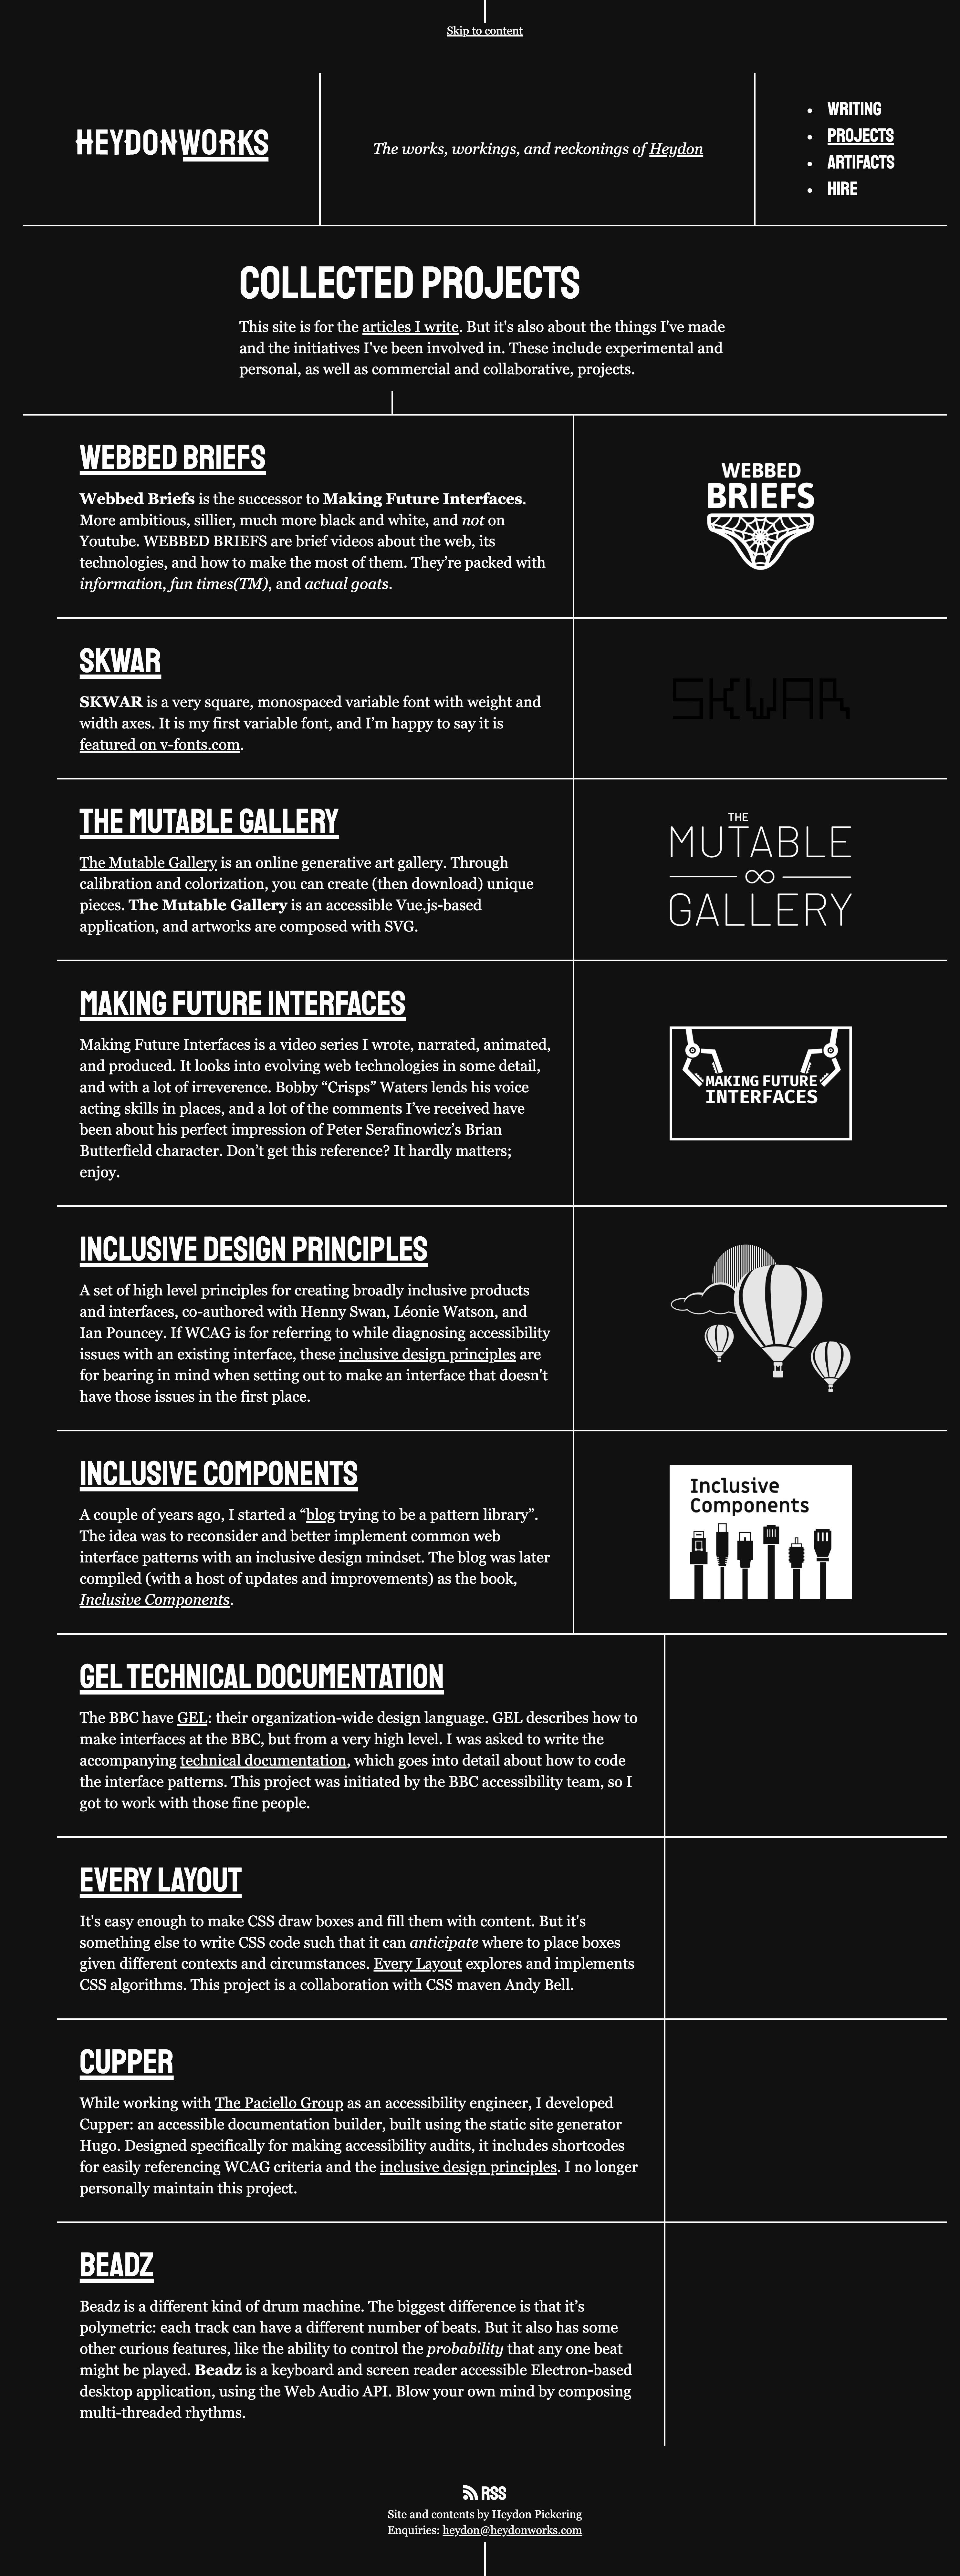 Skip to content
HEYDONWORKS
The works, workings, and reckonings of Heydon
WRITING
PROJECTS
ARTIFACTS
HIRE
COLLECTED PROJECTS
This site is for the articles I write. But it's also about the things I've made
and the initiatives I've been involved in. These include experimental and
personal, as well as commercial and collaborative, projects.
WEBBED BRIEFS
Webbed Briefs is the successor to Making Future Interfaces.
More ambitious, sillier, much more black and white, and not on
Youtube. WEBBED BRIEFS are brief videos about the web, its
technologies, and how to make the most of them. They’re packed with
information, fun times(TM), and actual goats.
WEBBED
BRIEFS
SKWAR
SKWAR is a very square, monospaced variable font with weight and
width axes. It is my first variable font, and I’m happy to say it is
featured on v-fonts.com.
SKWAR
THE MUTABLE GALLERY
The Mutable Gallery is an online generative art gallery. Through
calibration and colorization, you can create (then download) unique
pieces. The Mutable Gallery is an accessible Vue.js-based
application, and artworks are composed with SVG.
THE
MUTABLE
GALLERY
MAKING FUTURE INTERFACES
Making Future Interfaces is a video series I wrote, narrated, animated,
and produced. It looks into evolving web technologies in some detail,
and with a lot of irreverence. Bobby “Crisps” Waters lends his voice
acting skills in places, and a lot of the comments I’ve received have
been about his perfect impression of Peter Serafinowicz’s Brian
Butterfield character. Don’t get this reference? It hardly matters;
enjoy.
MAKING FUTURE
INTERFACES
INCLUSIVE DESIGN PRINCIPLES
A set of high level principles for creating broadly inclusive products
and interfaces, co-authored with Henny Swan, Léonie Watson, and
Ian Pouncey. If WCAG is for referring to while diagnosing accessibility
issues with an existing interface, these inclusive design principles are
for bearing in mind when setting out to make an interface that doesn't
have those issues in the first place.
INCLUSIVE COMPONENTS
A couple of years ago, I started a “blog trying to be a pattern library”.
The idea was to reconsider and better implement common web
interface patterns with an inclusive design mindset. The blog was later
compiled (with a host of updates and improvements) as the book,
Inclusive Components.
Inclusive
Components
GEL TECHNICAL DOCUMENTATION
The BBC have GEL: their organization-wide design language. GEL describes how to
make interfaces at the BBC, but from a very high level. I was asked to write the
accompanying technical documentation, which goes into detail about how to code
the interface patterns. This project was initiated by the BBC accessibility team, so I
got to work with those fine people.
EVERY LAYOUT
It's easy enough to make CSS draw boxes and fill them with content. But it's
something else to write CSS code such that it can anticipate where to place boxes
given different contexts and circumstances. Every Layout explores and implements
CSS algorithms. This project is a collaboration with CSS maven Andy Bell.
CUPPER
While working with The Paciello Group as an accessibility engineer, I developed
Cupper: an accessible documentation builder, built using the static site generator
Hugo. Designed specifically for making accessibility audits, it includes shortcodes
for easily referencing WCAG criteria and the inclusive design principles. I no longer
personally maintain this project.
BEADZ
Beadz is a different kind of drum machine. The biggest difference is that it’s
polymetric: each track can have a different number of beats. But it also has some
other curious features, like the ability to control the probability that any one beat
might be played. Beadz is a keyboard and screen reader accessible Electron-based
desktop application, using the Web Audio API. Blow your own mind by composing
multi-threaded rhythms.
RSS
Site and contents by Heydon Pickering
Enquiries: heydon@heydonworks.com